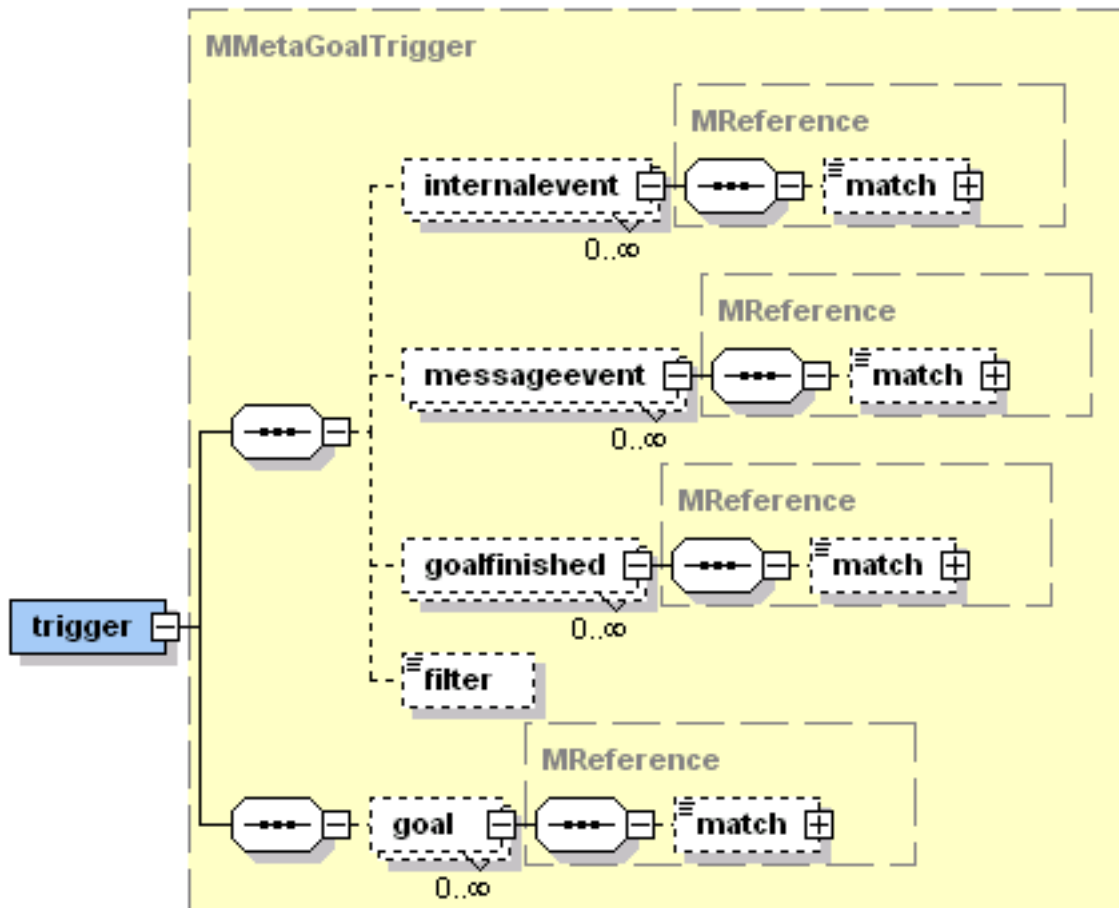 MMetaGoalTrigger
MReference
internalevent
match
0..∞
MReference
messageevent
match
0..∞
MReference
goalfinished
match
0..∞
trigger
filter
MReference
goal
match
0..∞